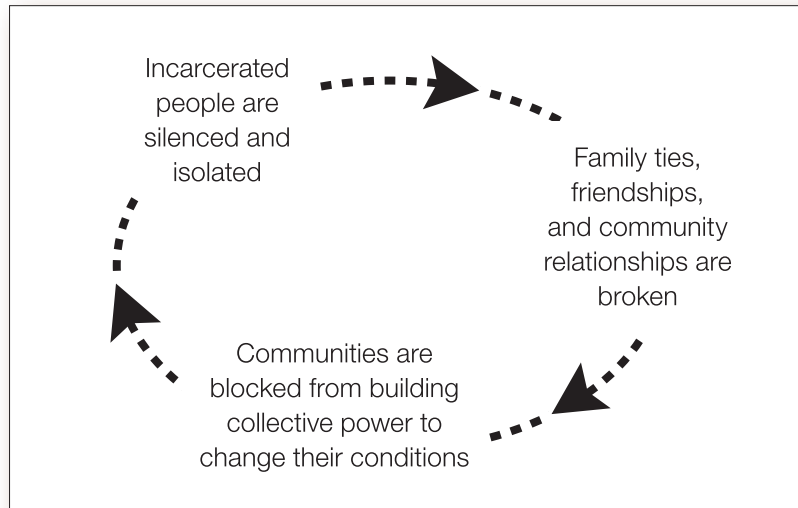 Incarcerated
people are
silenced and
isolated
Family ties,
friendships,
and community
relationships are
broken
Communities are
blocked from building
collective power to
change their conditions